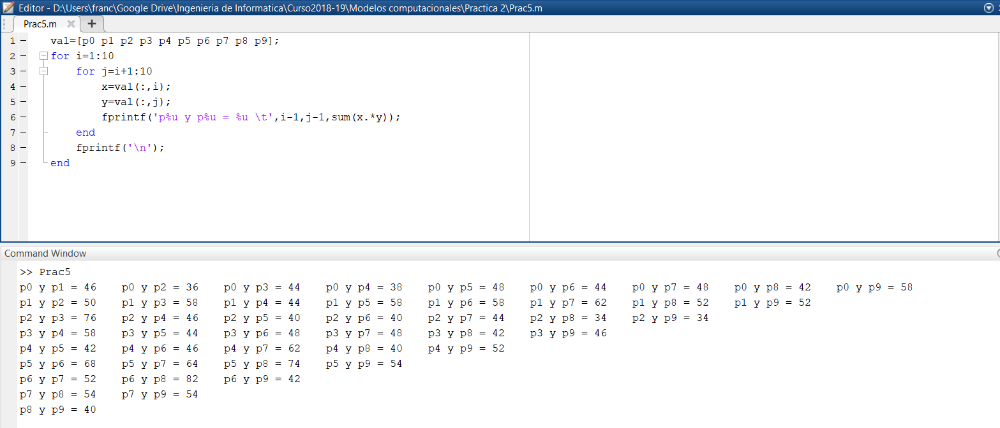 Editor - D:\Users\franc\Google Drive\Ingenieria de Informatica\Curso2018-19\Modelos computacionales\Practica 2\Prac5.m
Prac5.m
1 val=[p0 p1 p2 p3 p4 p5 p6 p7 p8 p9];
2 for i=1:10
3 for j=i+1:10
4 x=val(:,i);
5 y=val(:,j);
6 fprintf('p%u y p%u = %u \t',i-1,j-1,sum(x.*y));
7 end
8 fprintf('\n');
9 end
Command Window
>> Prac5
p0 y p1 = 46 p0 y p2 = 36 p0 y p3 = 44 p0 y p4 = 38 p0 y p5 = 48 p0 y p6 = 44 p0 y p7 = 48 p0 y p8 = 42 p0 y p9 = 58
p1 y p2 = 50 p1 y p3 = 58 p1 y p4 = 44 p1 y p5 = 58 p1 y p6 = 58 p1 y p7 = 62 p1 y p8 = 52 p1 y p9 = 52
p2 y p3 = 76 p2 y p4 = 46 p2 y p5 = 40 p2 y p6 = 40 p2 y p7 = 44 p2 y p8 = 34 p2 y p9 = 34
p3 y p4 = 58 p3 y p5 = 44 p3 y p6 = 48 p3 y p7 = 48 p3 y p8 = 42 p3 y p9 = 46
p4 y p5 = 42 p4 y p6 = 46 p4 y p7 = 62 p4 y p8 = 40 p4 y p9 = 52
p5 y p6 = 68 p5 y p7 = 64 p5 y p8 = 74 p5 y p9 = 54
p6 y p7 = 52 p6 y p8 = 82 p6 y p9 = 42
p7 y p8 = 54 p7 y p9 = 54
p8 y p9 = 40